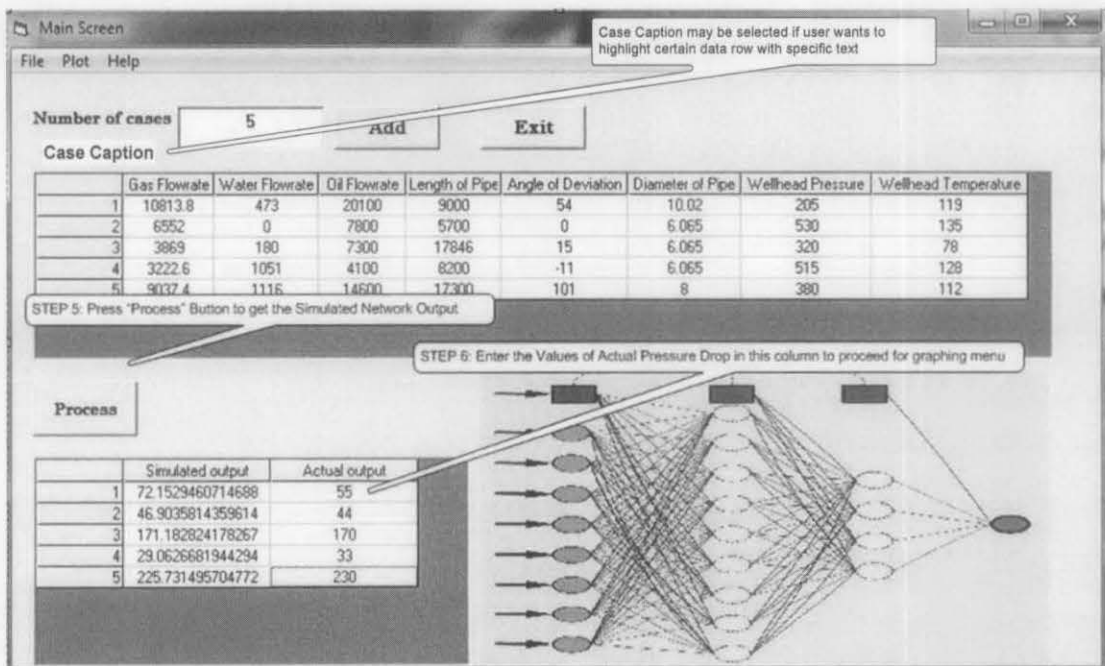 Main Screen
Case Caption may be selected if user wants to
highlight certain data row with specific text
File Plot Help
Number of cases 5 Add Exit
Case Caption
Gas Flowrate Water Flowrate Oil Flowrate Length of Pipe Angle of Deviation Diameter of Pipe Wellhead Pressure Wellhead Temperature
1 10813.8 473 20100 9000 54 10.02 205 119
2 6552 0 7800 5700 0 6.065 530 135
3 3869 180 7300 17846 15 6.065 320 78
4 3222.6 1051 4100 8200 -11 6.065 515 128
5 9037.4 1116 14600 17300 101 8 380 112
STEP 5: Press "Process" Button to get the Simulated Network Output
STEP 6: Enter the Values of Actual Pressure Drop in this column to proceed for graphing menu
Process
Simulated output Actual output
1 72.1529460714688 55
2 46.9035814359614 44
3 171.182824178267 170
4 29.0626681944294 33
5 225.731495704772 230